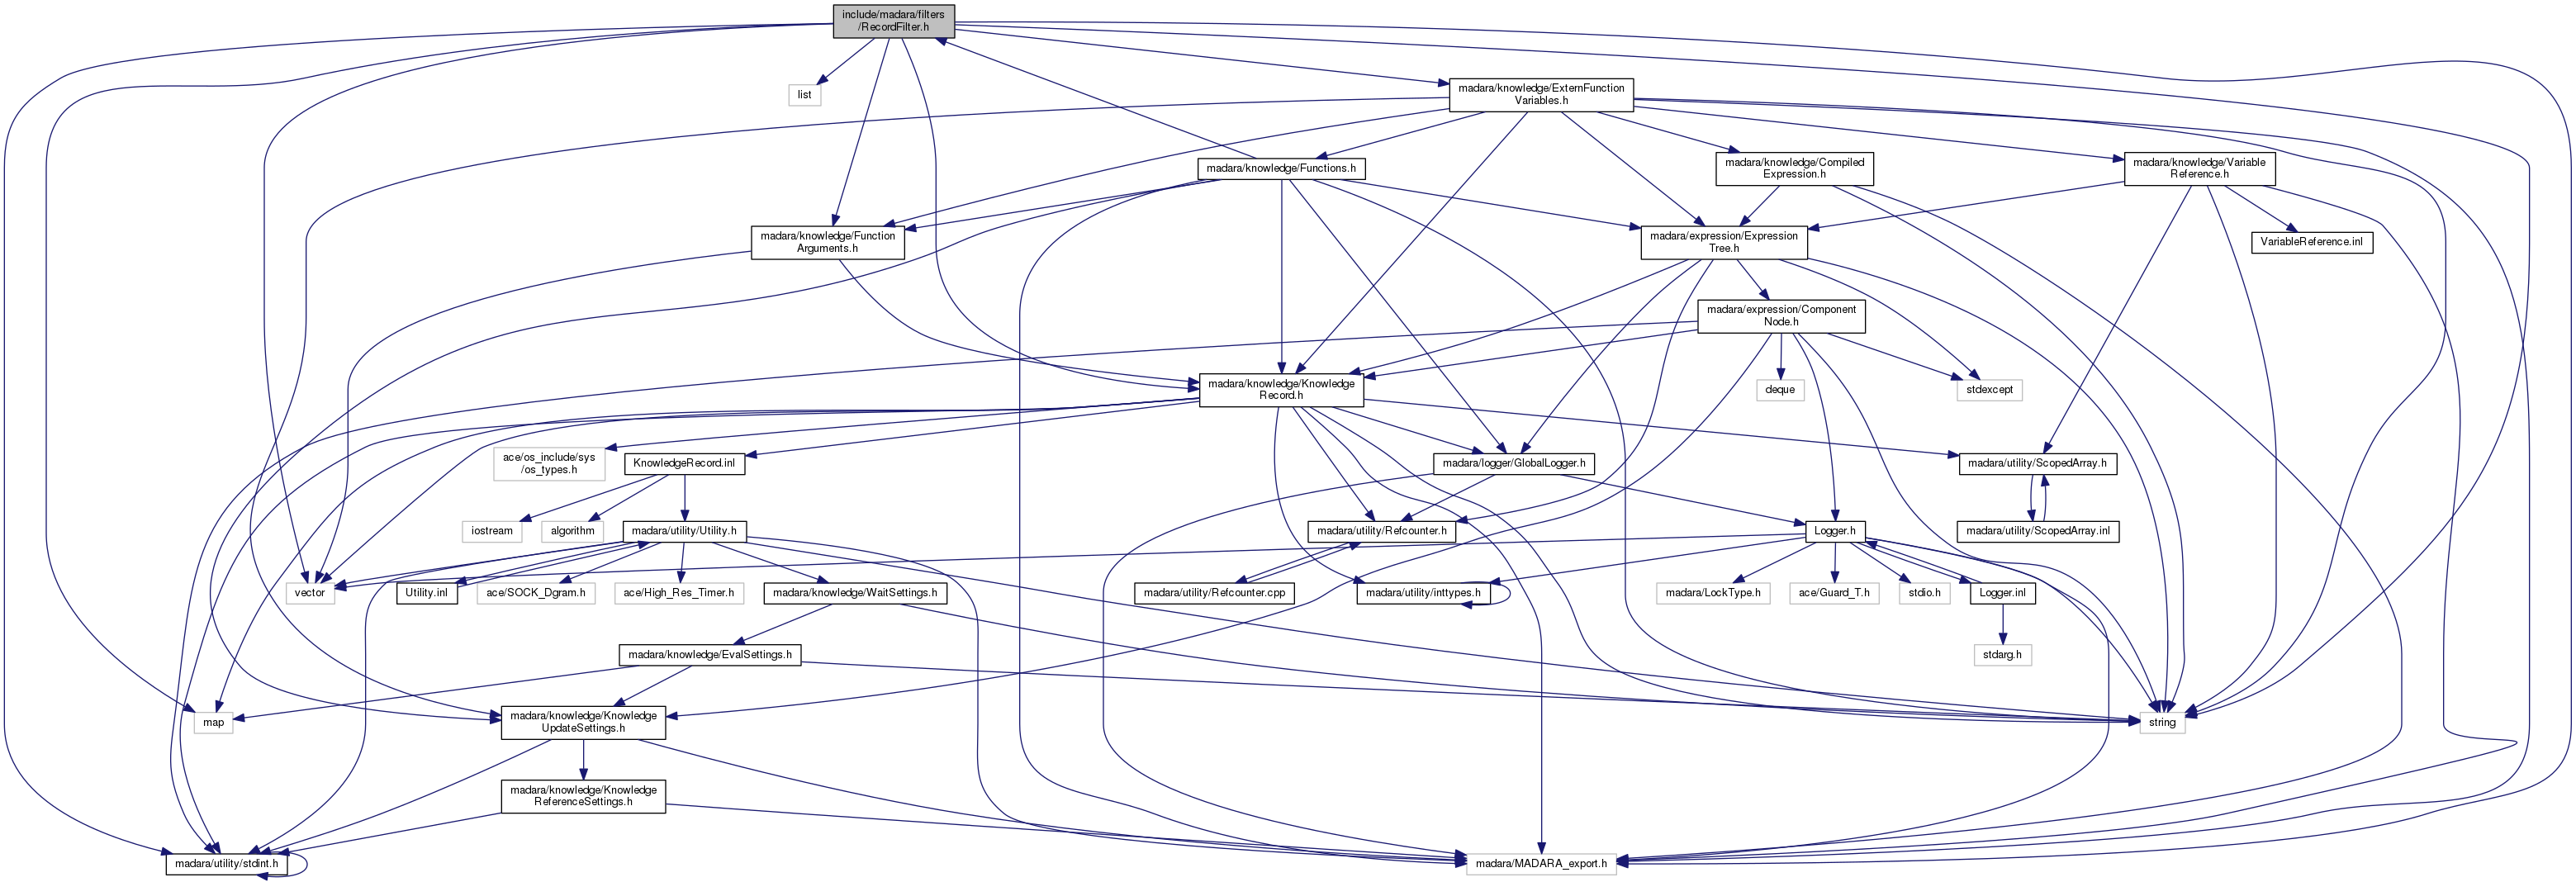 include/madara/filters
/RecordFilter.h
list
madara/knowledge/ExternFunction
Variables.h
madara/knowledge/Functions.h
madara/knowledge/Compiled
Expression.h
madara/knowledge/Variable
Reference.h
madara/knowledge/Function
Arguments.h
madara/expression/Expression
Tree.h
VariableReference.inl
madara/expression/Component
Node.h
madara/knowledge/Knowledge
Record.h
deque
stdexcept
ace/os_include/sys
/os_types.h
KnowledgeRecord.inl
madara/logger/GlobalLogger.h
madara/utility/ScopedArray.h
iostream
algorithm
madara/utility/Utility.h
madara/utility/Refcounter.h
Logger.h
madara/utility/ScopedArray.inl
vector
Utility.inl
ace/SOCK_Dgram.h
ace/High_Res_Timer.h
madara/knowledge/WaitSettings.h
madara/utility/Refcounter.cpp
madara/utility/inttypes.h
madara/LockType.h
ace/Guard_T.h
stdio.h
Logger.inl
madara/knowledge/EvalSettings.h
stdarg.h
map
madara/knowledge/Knowledge
UpdateSettings.h
string
madara/knowledge/Knowledge
ReferenceSettings.h
madara/utility/stdint.h
madara/MADARA_export.h